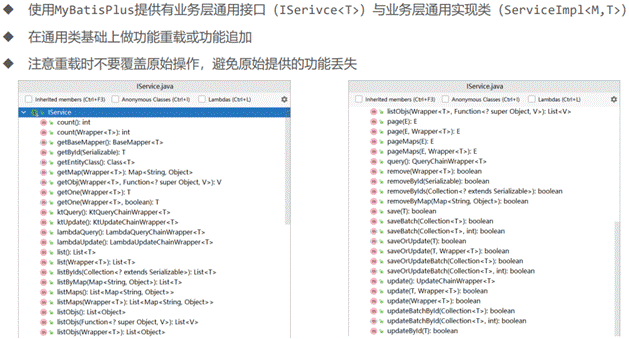 使用MyBatisPlus提供有业务层通用接口（ISerivce<T>）与业务层通用实现类（ServiceImpl<M,T>）
在通用类基础上做功能重载或功能追加
注意重载时不要覆盖原始操作，避免原始提供的功能丢失
IService.java
Inherited members (Ctrl+F3) Anonymous Classes (Ctrl+I) Lambdas (Ctrl+L)
IService
count(): int
count(Wrapper<T>): int
getBaseMapper(): BaseMapper<T>
getById(Serializable): T
getEntityClass(): Class<T>
getMap(Wrapper<T>): Map<String, Object>
getObj(Wrapper<T>, Function<? super Object, V>): V
getOne(Wrapper<T>): T
getOne(Wrapper<T>, boolean): T
ktQuery(): KtQueryChainWrapper<T>
ktUpdate(): KtUpdateChainWrapper<T>
lambdaQuery(): LambdaQueryChainWrapper<T>
lambdaUpdate(): LambdaUpdateChainWrapper<T>
list(): List<T>
list(Wrapper<T>): List<T>
listByIds(Collection<? extends Serializable>): List<T>
listByMap(Map<String, Object>): List<T>
listMaps(): List<Map<String, Object>>
listMaps(Wrapper<T>): List<Map<String, Object>>
listObjs(): List<Object>
listObjs(Function<? super Object, V>): List<V>
listObjs(Wrapper<T>): List<Object>
IService.java
Inherited members (Ctrl+F3) Anonymous Classes (Ctrl+I) Lambdas (Ctrl+L)
listObjs(Wrapper<T>, Function<? super Object, V>): List<V>
page(E): E
page(E, Wrapper<T>): E
pageMaps(E): E
pageMaps(E, Wrapper<T>): E
query(): QueryChainWrapper<T>
remove(Wrapper<T>): boolean
removeById(Serializable): boolean
removeByIds(Collection<? extends Serializable>): boolean
removeByMap(Map<String, Object>): boolean
save(T): boolean
saveBatch(Collection<T>): boolean
saveBatch(Collection<T>, int): boolean
saveOrUpdate(T): boolean
saveOrUpdate(T, Wrapper<T>): boolean
saveOrUpdateBatch(Collection<T>): boolean
saveOrUpdateBatch(Collection<T>, int): boolean
update(): UpdateChainWrapper<T>
update(T, Wrapper<T>): boolean
update(Wrapper<T>): boolean
updateBatchById(Collection<T>): boolean
updateBatchById(Collection<T>, int): boolean
updateById(T): boolean